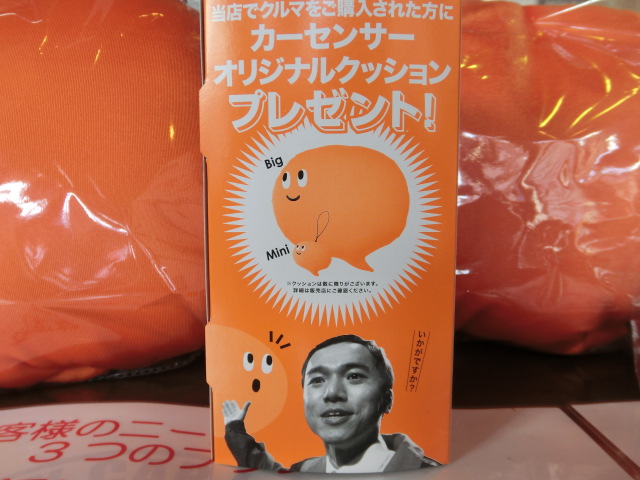 当店でクルマをご購入された方に
カーセンサー
オリジナルクッション
プレゼント!
Big
Mini
※クッションは数に限りがございます。
詳細は販売店にご確認ください。
いかがですか?
客様のニー
3つの